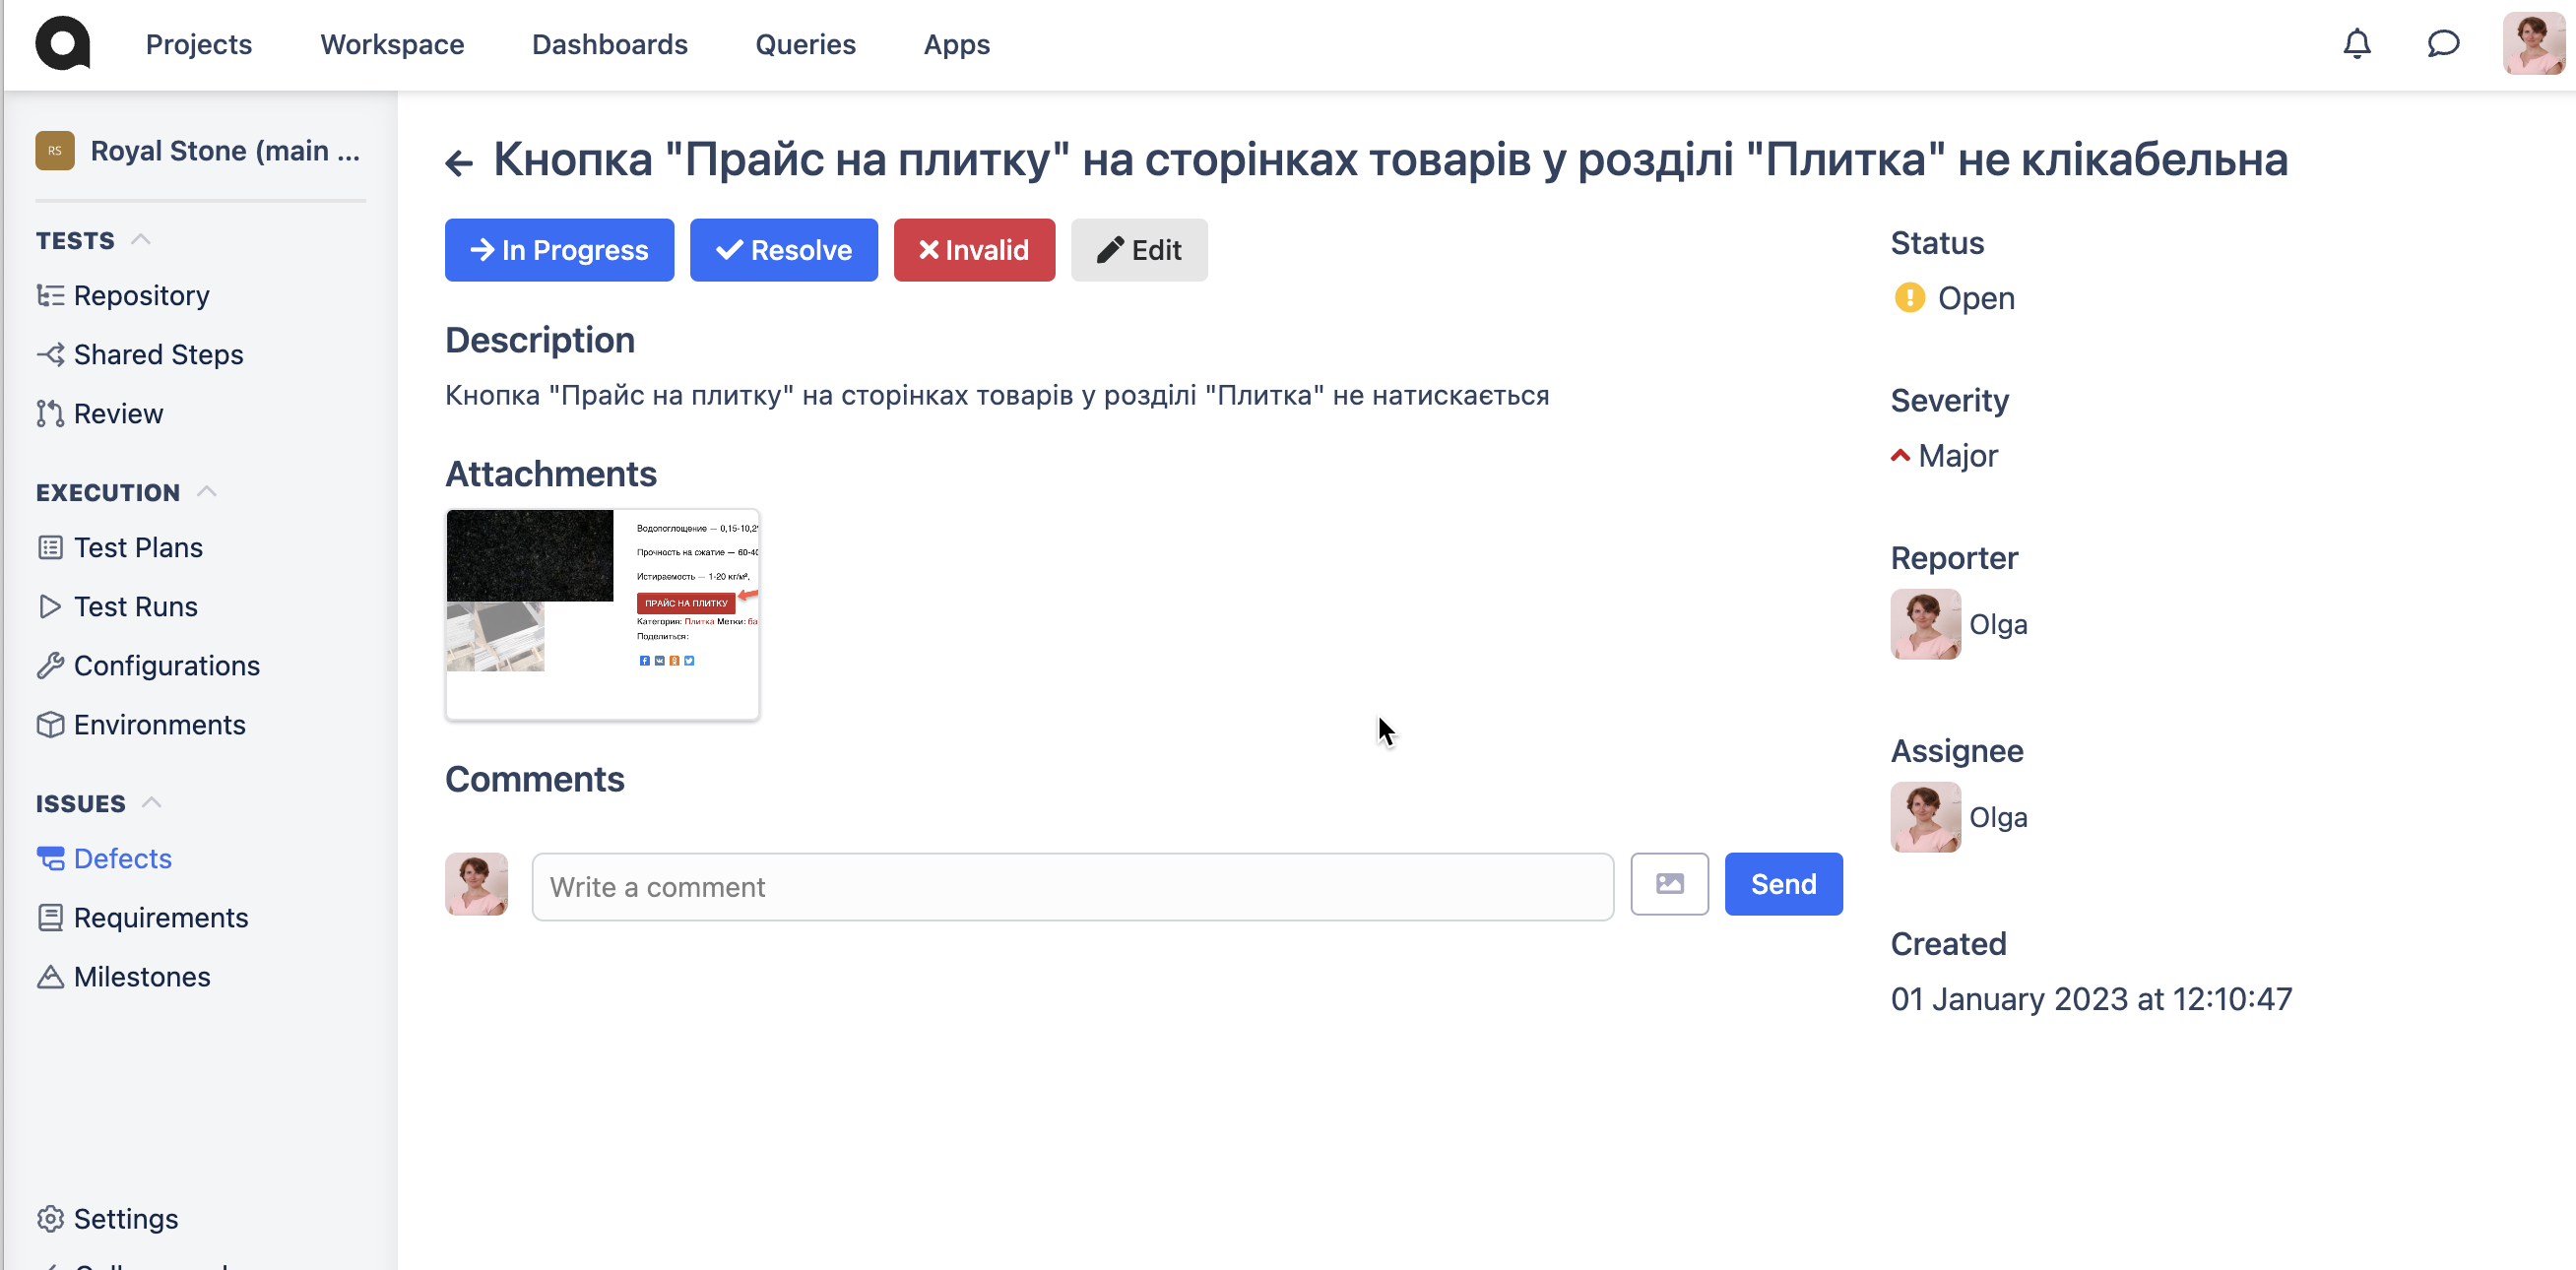 Projects Workspace Dashboards Queries Apps
RS Royal Stone (main ...
TESTS
Repository
Shared Steps
Review
EXECUTION
Test Plans
Test Runs
Configurations
Environments
ISSUES
Defects
Requirements
Milestones
Settings
Кнопка "Прайс на плитку" на сторінках товарів у розділі "Плитка" не клікабельна
In Progress Resolve Invalid Edit
Description
Кнопка "Прайс на плитку" на сторінках товарів у розділі "Плитка" не натискається
Attachments
Водопоглощение — 0,15-10,2
Прочность на сжатие — 60-40
Истираемость — 1-20 кг/м²,
ПРАЙС НА ПЛИТКУ
Категория: Плитка Метки: ба
Поделиться:
Comments
Write a comment
Send
Status
Open
Severity
Major
Reporter
Olga
Assignee
Olga
Created
01 January 2023 at 12:10:47